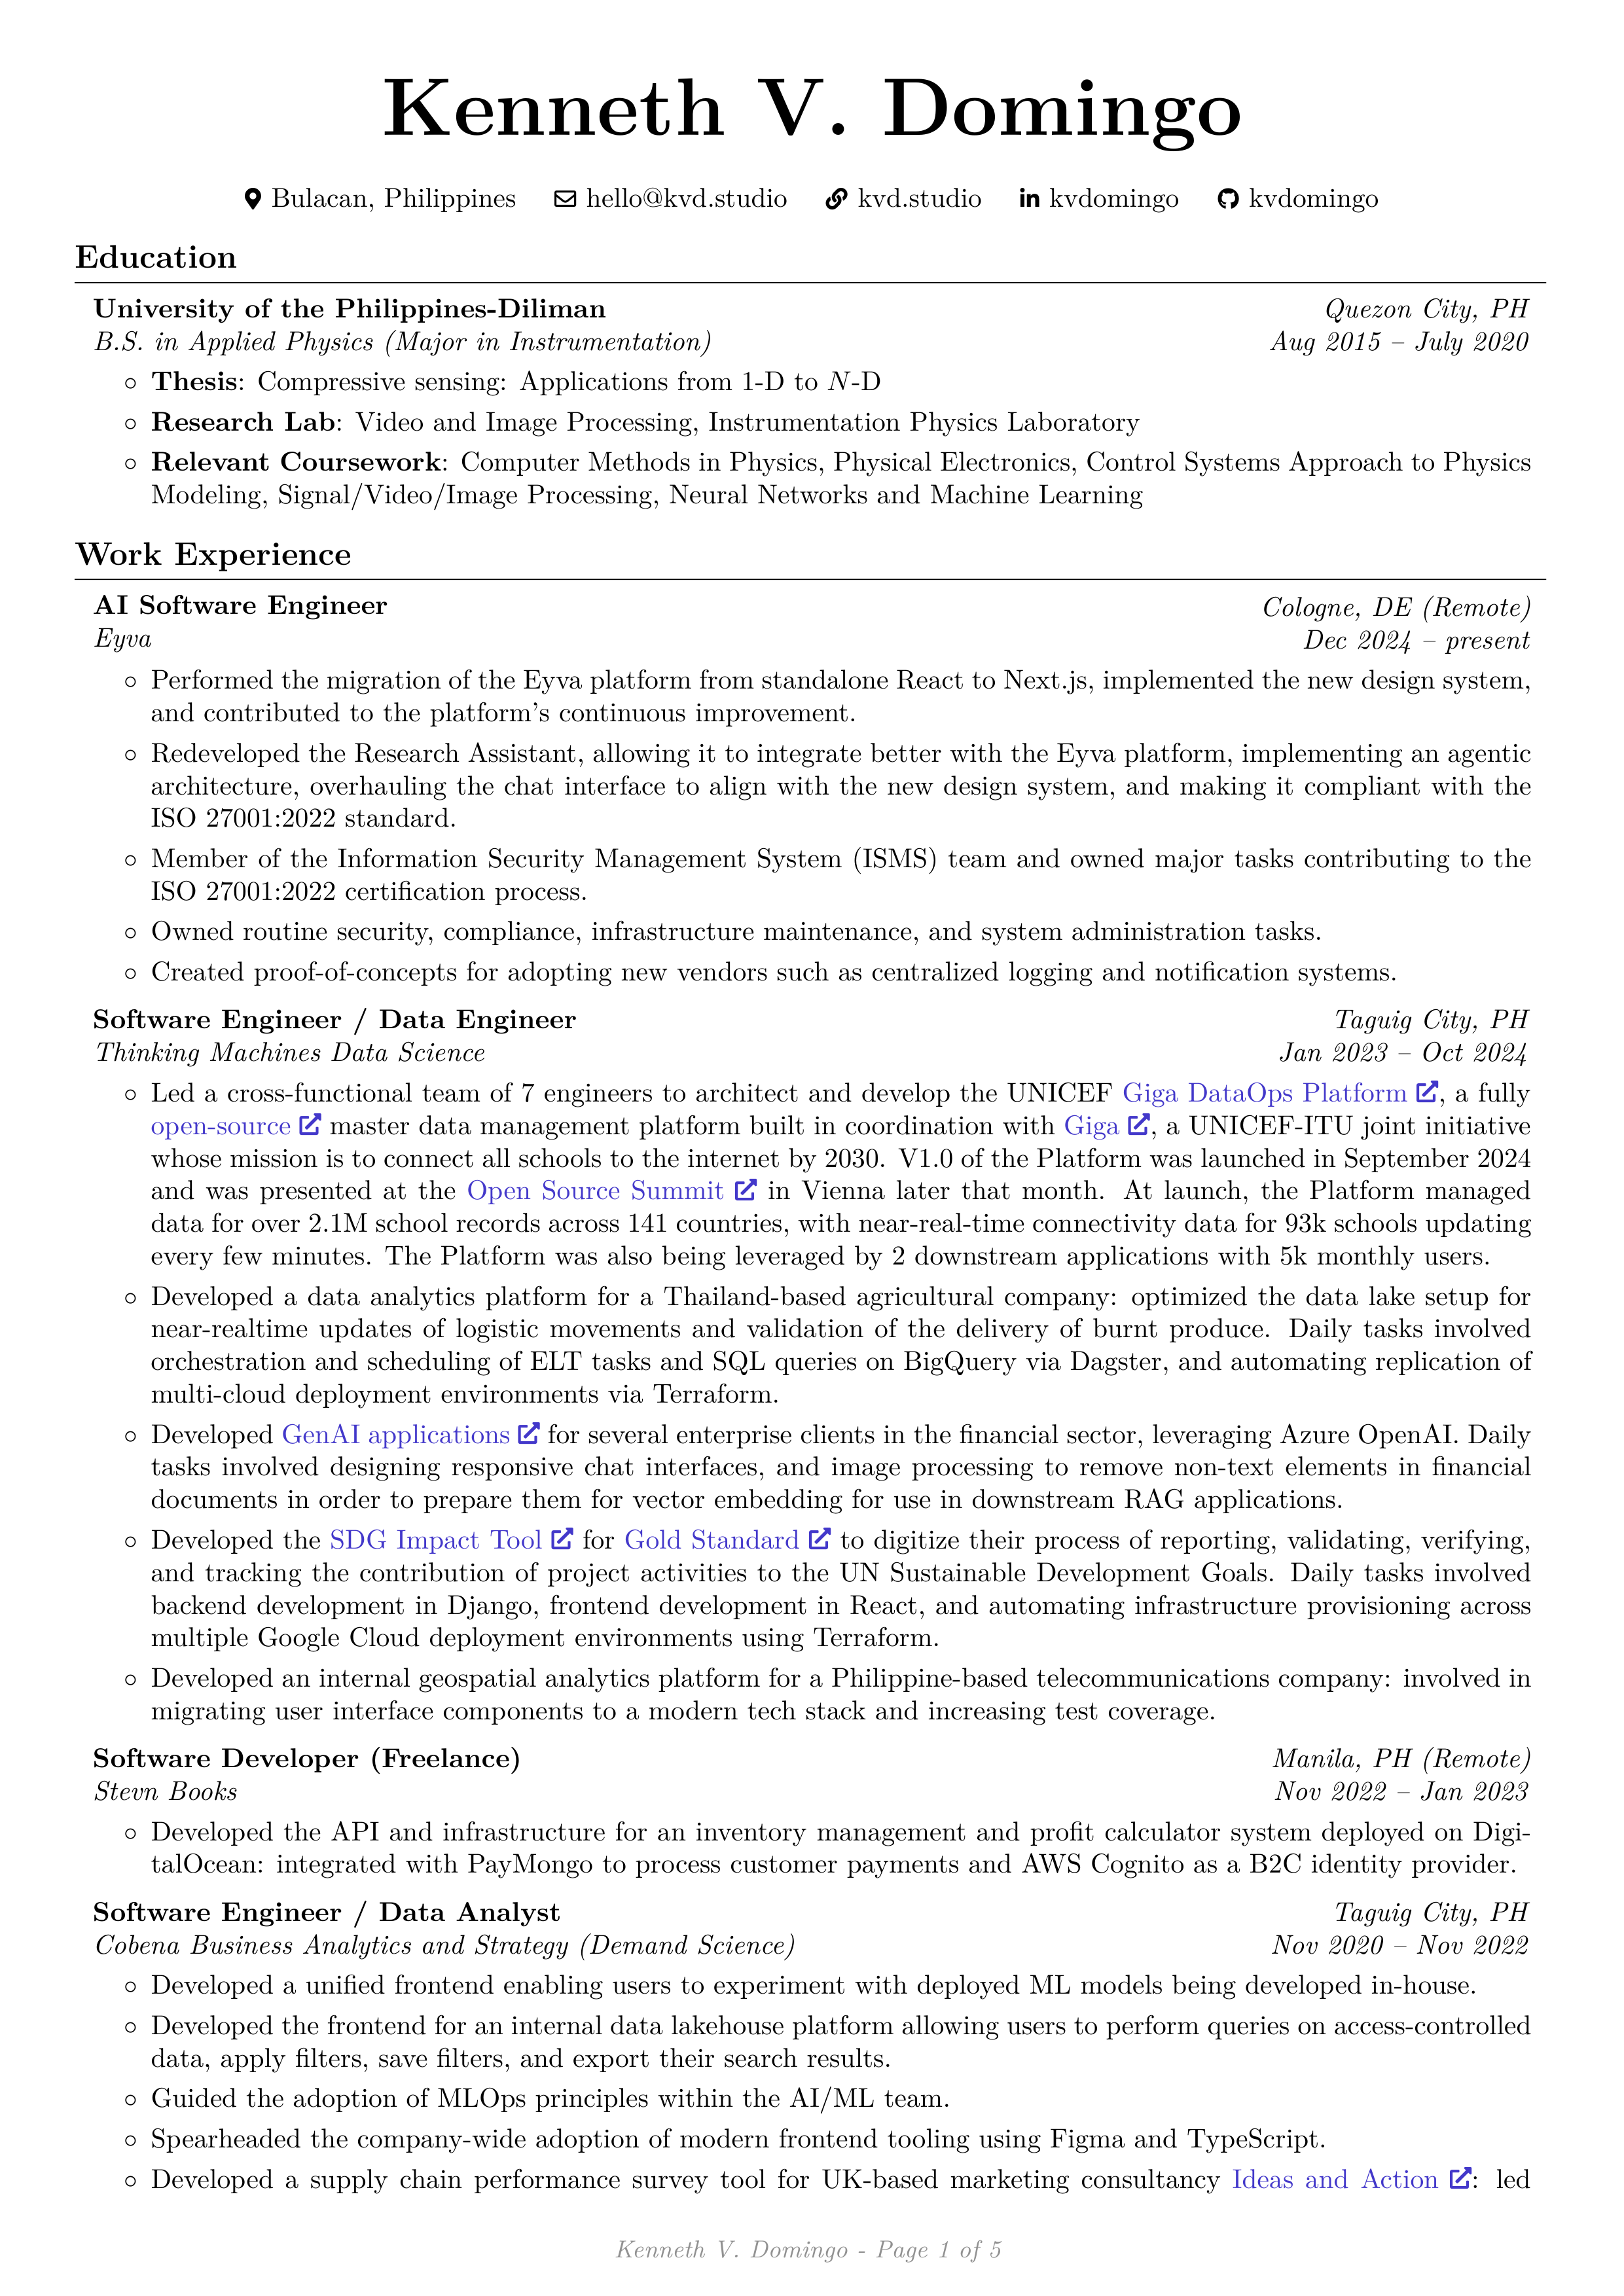 Kenneth V. Domingo
Bulacan, Philippines hello@kvd.studio kvd.studio kvdomingo kvdomingo
Education
University of the Philippines-Diliman Quezon City, PH
B.S. in Applied Physics (Major in Instrumentation) Aug 2015 – July 2020
◦ Thesis: Compressive sensing: Applications from 1-D to N-D
◦ Research Lab: Video and Image Processing, Instrumentation Physics Laboratory
◦ Relevant Coursework: Computer Methods in Physics, Physical Electronics, Control Systems Approach to Physics
Modeling, Signal/Video/Image Processing, Neural Networks and Machine Learning
Work Experience
AI Software Engineer Cologne, DE (Remote)
Eyva Dec 2024 – present
◦ Performed the migration of the Eyva platform from standalone React to Next.js, implemented the new design system,
and contributed to the platform's continuous improvement.
◦ Redeveloped the Research Assistant, allowing it to integrate better with the Eyva platform, implementing an agentic
architecture, overhauling the chat interface to align with the new design system, and making it compliant with the
ISO 27001:2022 standard.
◦ Member of the Information Security Management System (ISMS) team and owned major tasks contributing to the
ISO 27001:2022 certification process.
◦ Owned routine security, compliance, infrastructure maintenance, and system administration tasks.
◦ Created proof-of-concepts for adopting new vendors such as centralized logging and notification systems.
Software Engineer / Data Engineer Taguig City, PH
Thinking Machines Data Science Jan 2023 – Oct 2024
◦ Led a cross-functional team of 7 engineers to architect and develop the UNICEF Giga DataOps Platform, a fully
open-source master data management platform built in coordination with Giga, a UNICEF-ITU joint initiative
whose mission is to connect all schools to the internet by 2030. V1.0 of the Platform was launched in September 2024
and was presented at the Open Source Summit in Vienna later that month. At launch, the Platform managed
data for over 2.1M school records across 141 countries, with near-real-time connectivity data for 93k schools updating
every few minutes. The Platform was also being leveraged by 2 downstream applications with 5k monthly users.
◦ Developed a data analytics platform for a Thailand-based agricultural company: optimized the data lake setup for
near-realtime updates of logistic movements and validation of the delivery of burnt produce. Daily tasks involved
orchestration and scheduling of ELT tasks and SQL queries on BigQuery via Dagster, and automating replication of
multi-cloud deployment environments via Terraform.
◦ Developed GenAI applications for several enterprise clients in the financial sector, leveraging Azure OpenAI. Daily
tasks involved designing responsive chat interfaces, and image processing to remove non-text elements in financial
documents in order to prepare them for vector embedding for use in downstream RAG applications.
◦ Developed the SDG Impact Tool for Gold Standard to digitize their process of reporting, validating, verifying,
and tracking the contribution of project activities to the UN Sustainable Development Goals. Daily tasks involved
backend development in Django, frontend development in React, and automating infrastructure provisioning across
multiple Google Cloud deployment environments using Terraform.
◦ Developed an internal geospatial analytics platform for a Philippine-based telecommunications company: involved in
migrating user interface components to a modern tech stack and increasing test coverage.
Software Developer (Freelance) Manila, PH (Remote)
Stevn Books Nov 2022 – Jan 2023
◦ Developed the API and infrastructure for an inventory management and profit calculator system deployed on Digi-
talOcean: integrated with PayMongo to process customer payments and AWS Cognito as a B2C identity provider.
Software Engineer / Data Analyst Taguig City, PH
Cobena Business Analytics and Strategy (Demand Science) Nov 2020 – Nov 2022
◦ Developed a unified frontend enabling users to experiment with deployed ML models being developed in-house.
◦ Developed the frontend for an internal data lakehouse platform allowing users to perform queries on access-controlled
data, apply filters, save filters, and export their search results.
◦ Guided the adoption of MLOps principles within the AI/ML team.
◦ Spearheaded the company-wide adoption of modern frontend tooling using Figma and TypeScript.
◦ Developed a supply chain performance survey tool for UK-based marketing consultancy Ideas and Action: led
Kenneth V. Domingo - Page 1 of 5